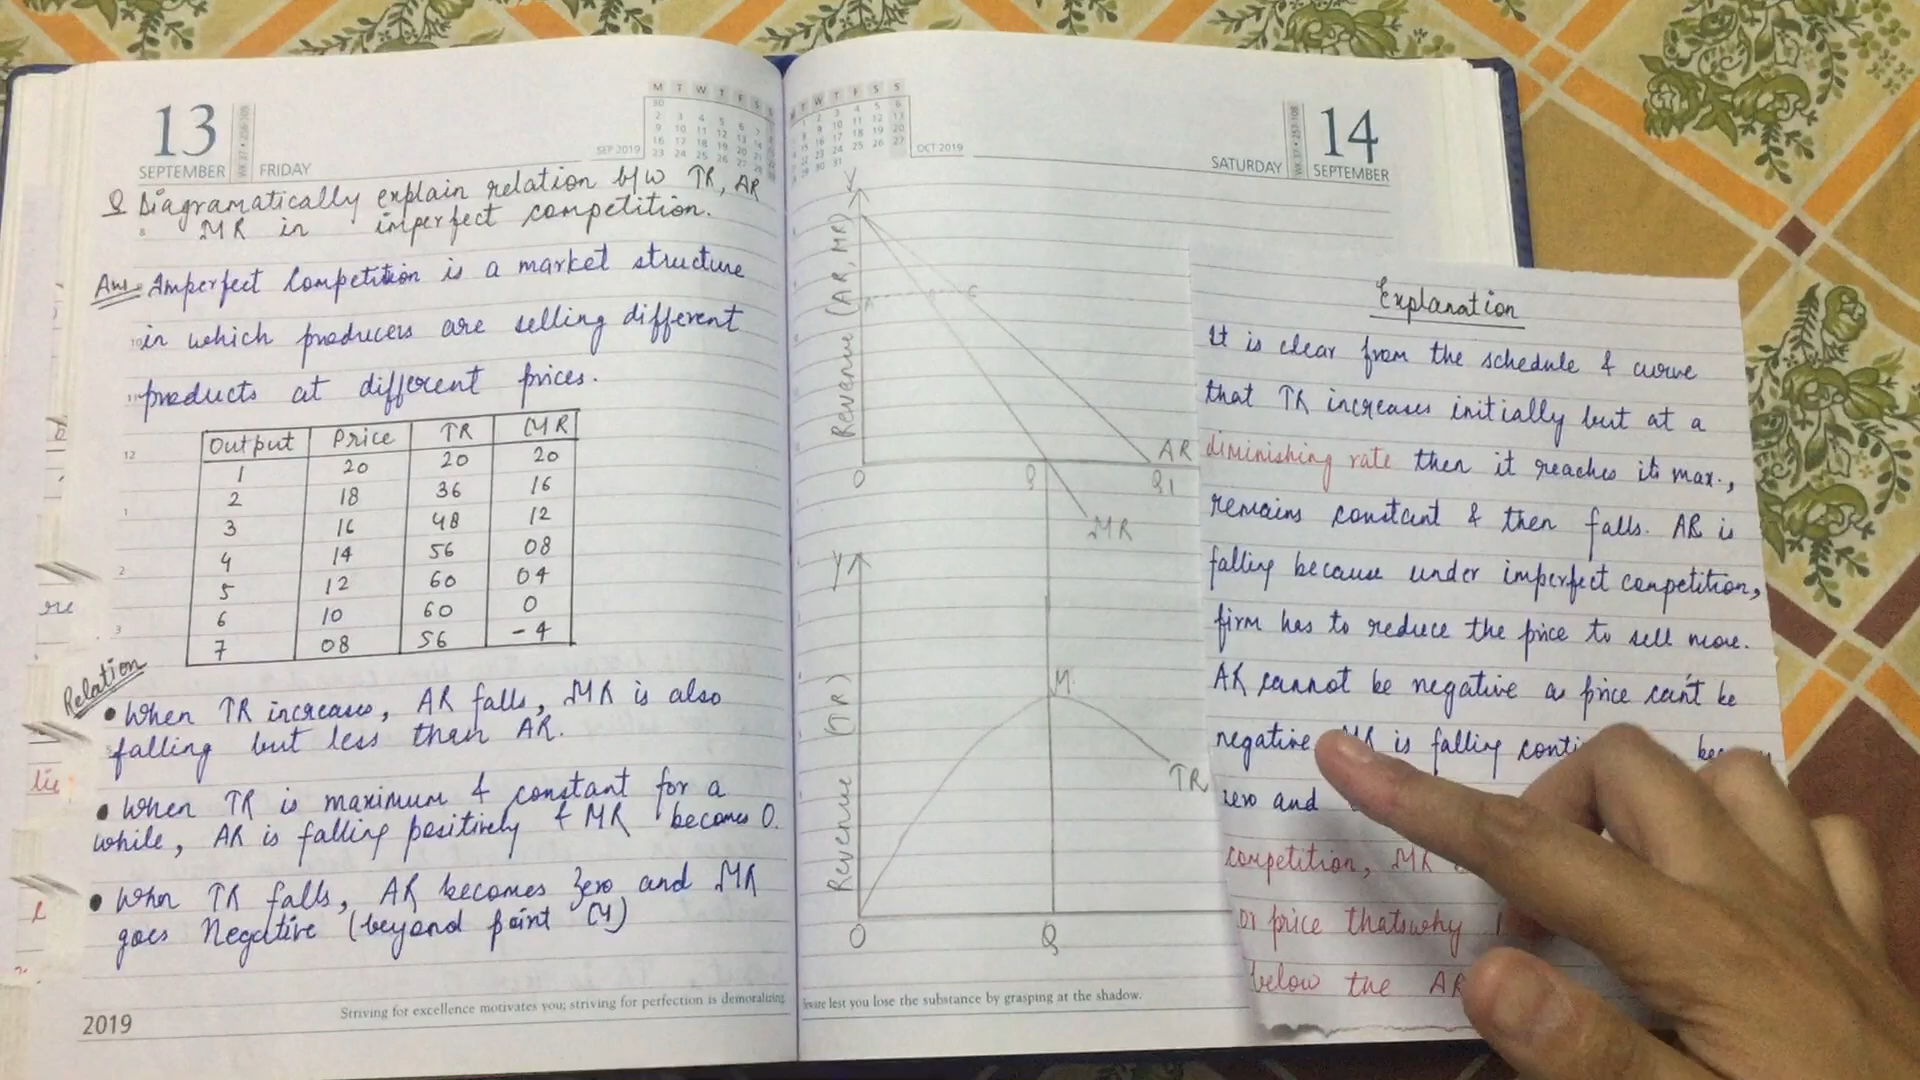 13
SEPTEMBER
FRIDAY
SEP 2019
M T W T F S S
Q Diagramatically explain relation b/w TR, AR
MR in imperfect competition.
Ans. Imperfect Competition is a market structure
in which producers are selling different
products at different prices.
Output Price TR MR
1 20 20 20
2 18 36 16
3 16 48 12
4 14 56 08
5 12 60 04
6 10 60 0
7 08 56 -4
Relation
• When TR increases, AR falls, MR is also
falling but less than AR.
• When TR is maximum & constant for a
while, AR is falling positively & MR becomes 0.
• When TR falls, AR becomes zero and MR
goes Negative (beyond point M)
Striving for excellence motivates you; striving for perfection is demoralizing
2019
OCT 2019
SATURDAY
14
SEPTEMBER
Revenue (AR, MR)
AR
O Q Q1
MR
Y
Revenue (TR)
M
TR
O Q
lest you lose the substance by grasping at the shadow.
Explanation
It is clear from the schedule & curve
that TR increases initially but at a
diminishing rate then it reaches its max.,
remains constant & then falls. AR is
falling because under imperfect competition,
firm has to reduce the price to sell more.
AR cannot be negative as price can't be
negative. MR is falling
zero and
competition, MR
or price thatswhy
below the AR